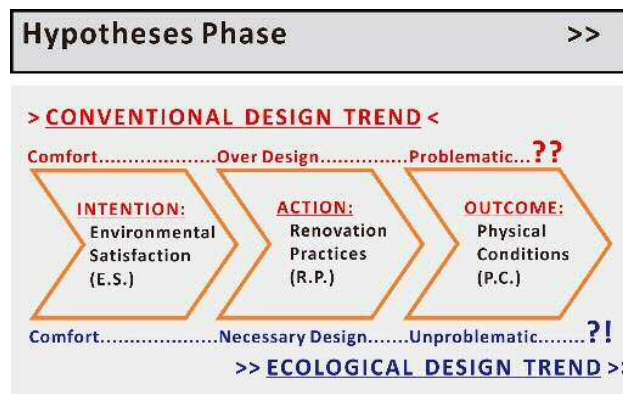 Hypotheses Phase >>
> CONVENTIONAL DESIGN TREND <
Comfort....................Over Design...............Problematic...??
INTENTION:
Environmental
Satisfaction
(E.S.)
ACTION:
Renovation
Practices
(R.P.)
OUTCOME:
Physical
Conditions
(P.C.)
Comfort....................Necessary Design.......Unproblematic........?!
>> ECOLOGICAL DESIGN TREND >>